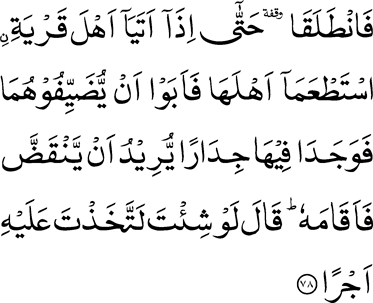 فَانْطَلَقَا وقفة حَتّٰۤى اِذَاۤ اَتَيَاۤ اَهْلَ قَرْيَةِ ۨ
اسْتَطْعَمَاۤ اَهْلَهَا فَاَبَوْا اَنْ يُّضَيِّفُوْهُمَا
فَوَجَدَا فِيْهَا جِدَارًا يُّرِيْدُ اَنْ يَّنْقَضَّ
فَاَقَامَهٗ ؕ قَالَ لَوْ شِئْتَ لَتَّخَذْتَ عَلَيْهِ
اَجْرًا ﴿۷۸﴾